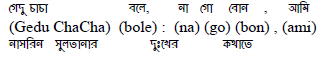 গেদু চাচা বলে, না গো বোন , আমি
(Gedu ChaCha) (bole) : (na) (go) (bon) , (ami)
নাসরিন সুলতানার দুঃখের কথাতে